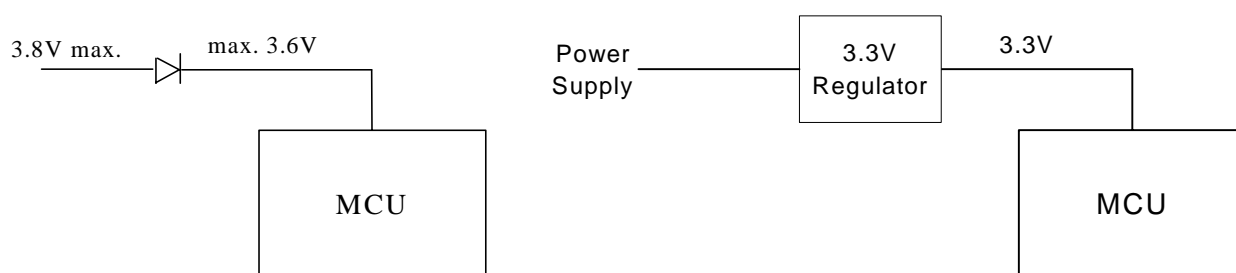 3.8V max.
max. 3.6V
MCU
Power
Supply
3.3V
Regulator
3.3V
MCU